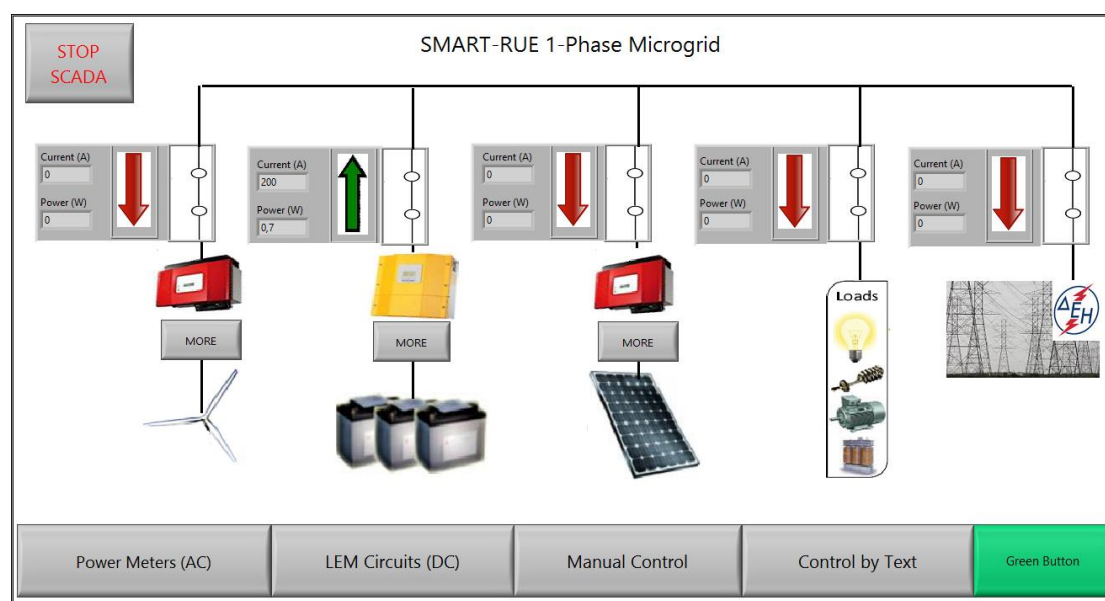 STOP
SCADA
SMART-RUE 1-Phase Microgrid
Current (A)
0
Power (W)
0
Current (A)
200
Power (W)
0,7
Current (A)
0
Power (W)
0
Current (A)
0
Power (W)
0
Current (A)
0
Power (W)
0
MORE
MORE
MORE
Loads
ΔΕΗ
Power Meters (AC)
LEM Circuits (DC)
Manual Control
Control by Text
Green Button